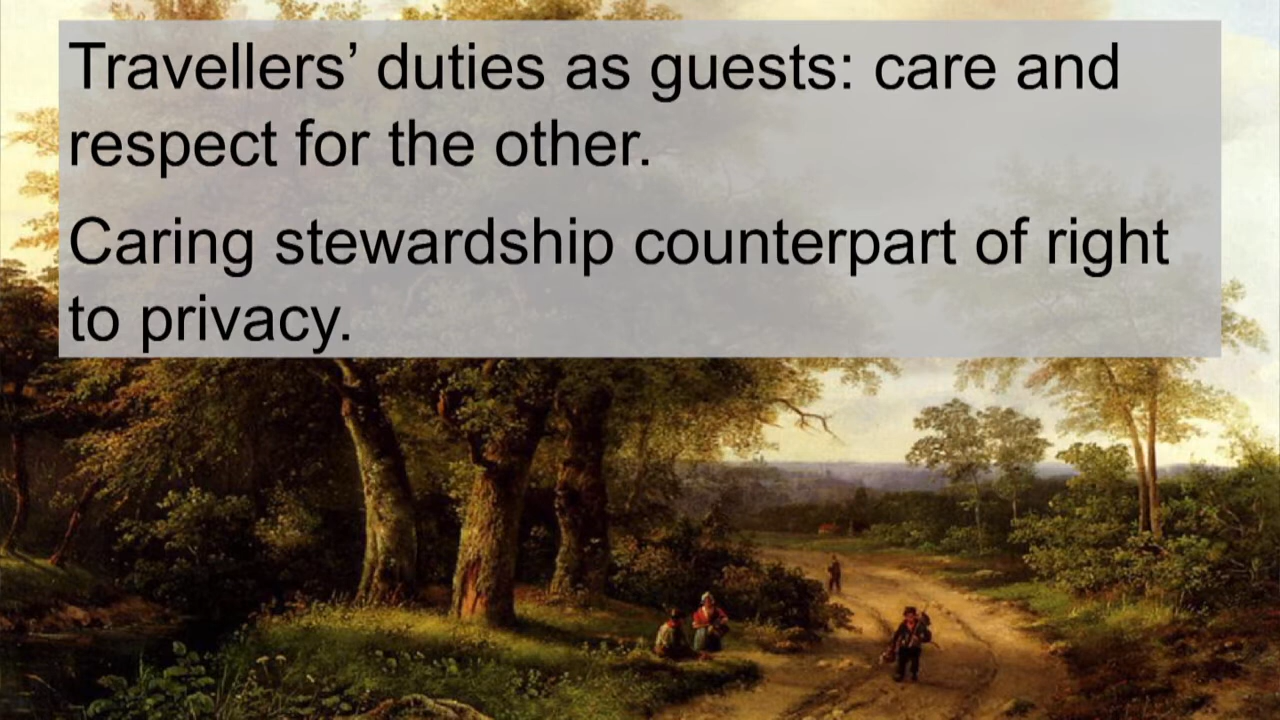 Travellers’ duties as guests: care and
respect for the other.
Caring stewardship counterpart of right
to privacy.